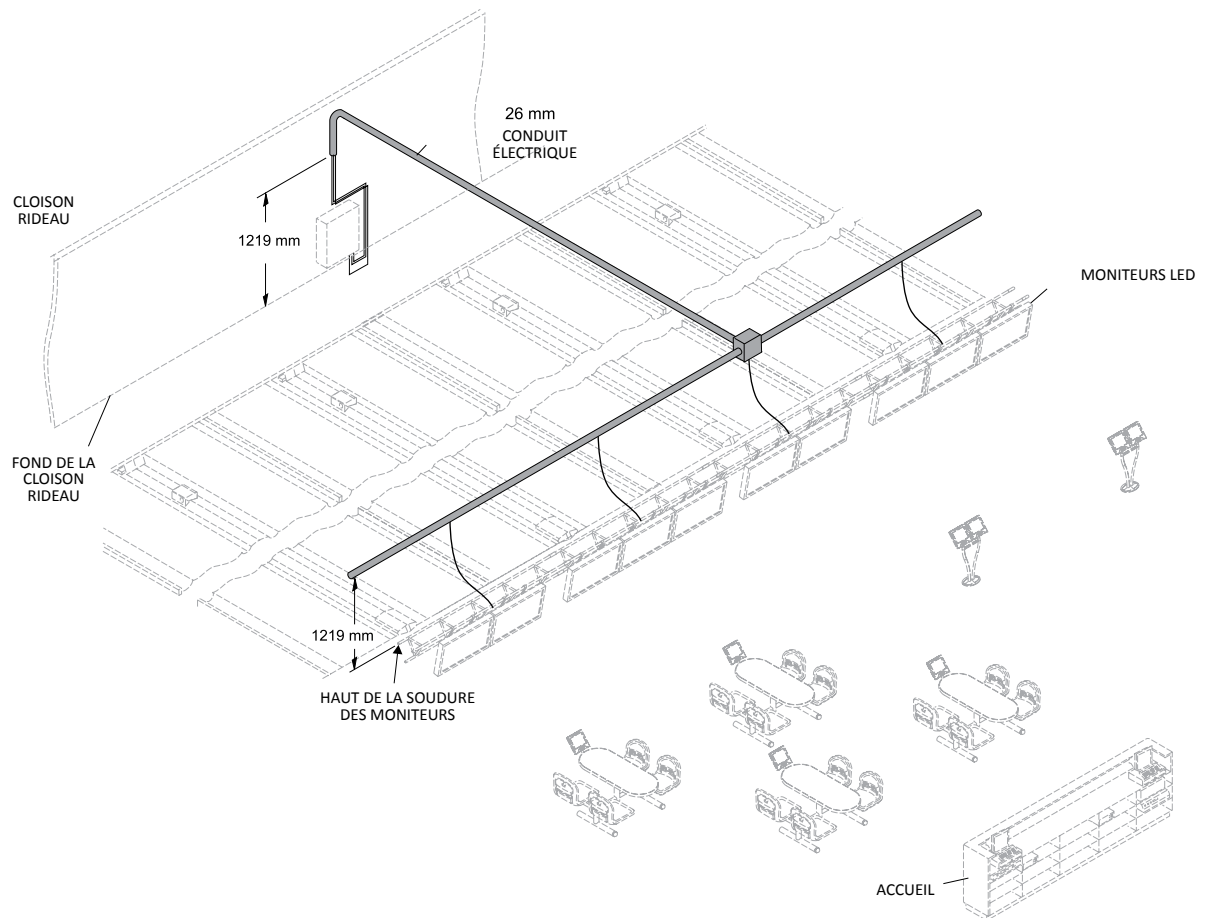 26 mm
CONDUIT
ÉLECTRIQUE
CLOISON
RIDEAU
1219 mm
MONITEURS LED
FOND DE LA
CLOISON
RIDEAU
1219 mm
HAUT DE LA SOUDURE
DES MONITEURS
ACCUEIL